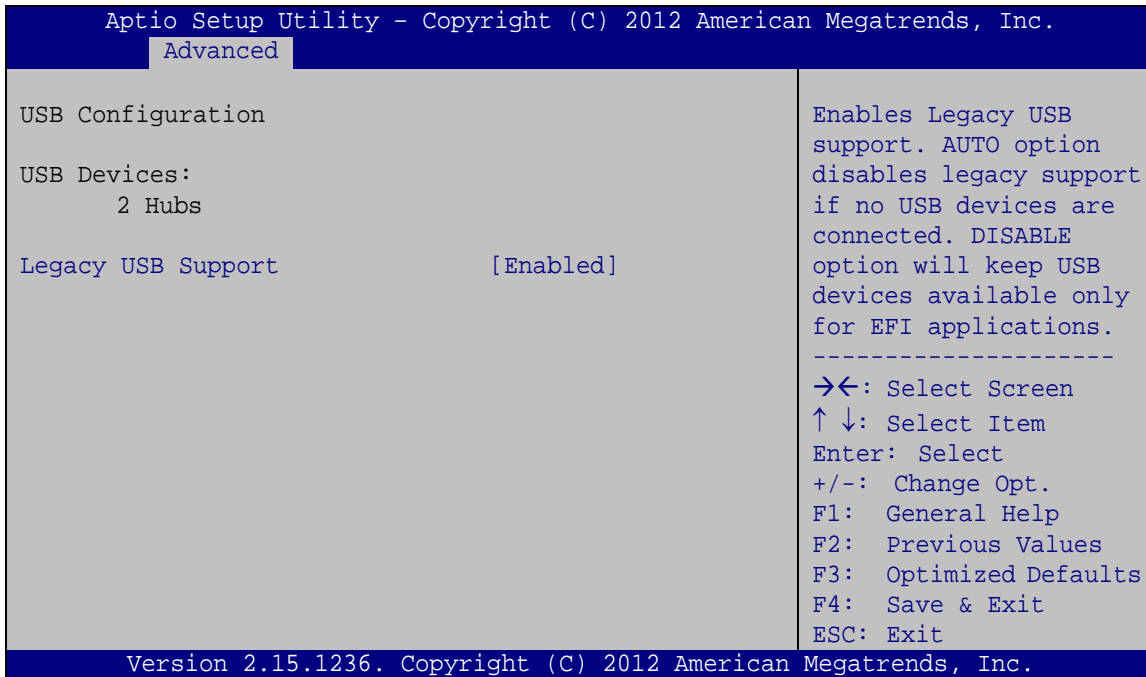 Aptio Setup Utility – Copyright (C) 2012 American Megatrends, Inc.
Advanced
USB Configuration
USB Devices:
2 Hubs
Legacy USB Support [Enabled]
Enables Legacy USB
support. AUTO option
disables legacy support
if no USB devices are
connected. DISABLE
option will keep USB
devices available only
for EFI applications.
---------------------
→←: Select Screen
↑ ↓: Select Item
Enter: Select
+/-: Change Opt.
F1: General Help
F2: Previous Values
F3: Optimized Defaults
F4: Save & Exit
ESC: Exit
Version 2.15.1236. Copyright (C) 2012 American Megatrends, Inc.